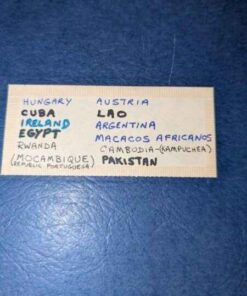 HUNGARY AUSTRIA
CUBA LAO
IRELAND ARGENTINA
EGYPT MACACOS AFRICANOS
RWANDA CAMBODIA-(KAMPUCHEA)
(MOCAMBIQUE) PAKISTAN
(REPUBLIC PORTUGUESA)